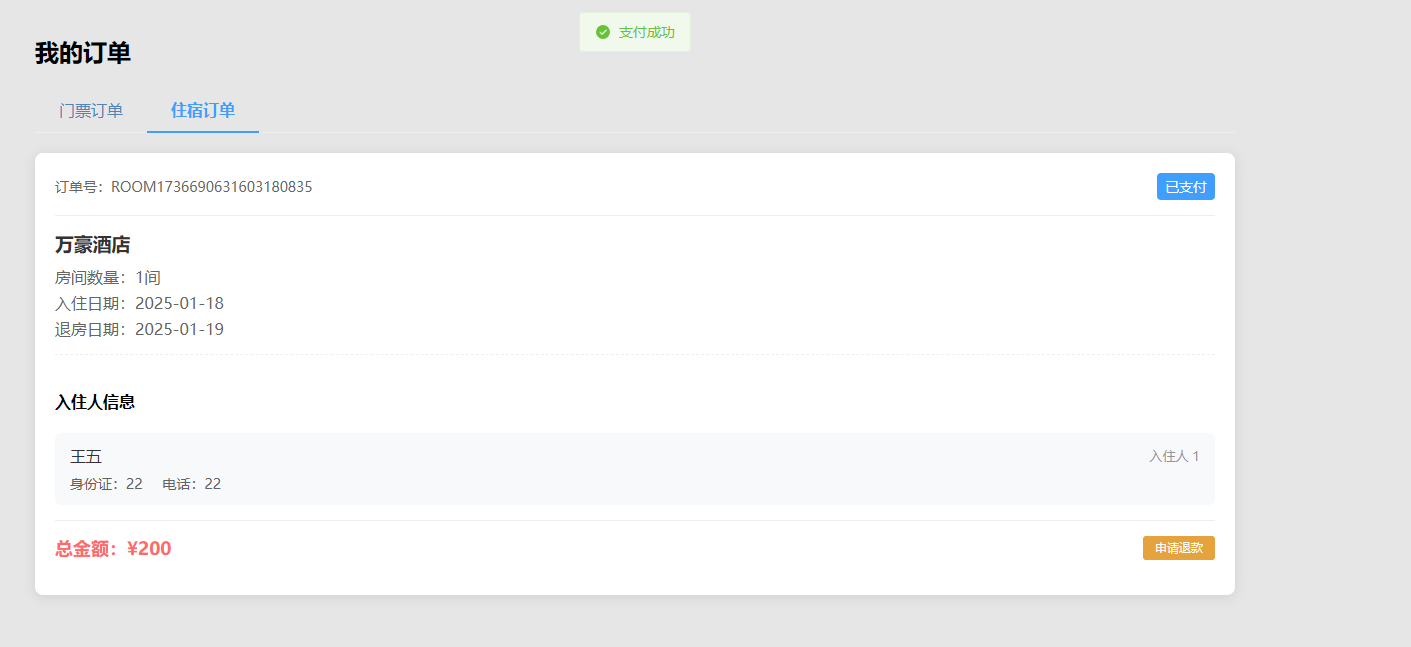 支付成功
我的订单
门票订单 住宿订单
订单号：ROOM1736690631603180835 已支付
万豪酒店
房间数量：1间
入住日期：2025-01-18
退房日期：2025-01-19
入住人信息
王五 入住人 1
身份证：22 电话：22
总金额：¥200 申请退款